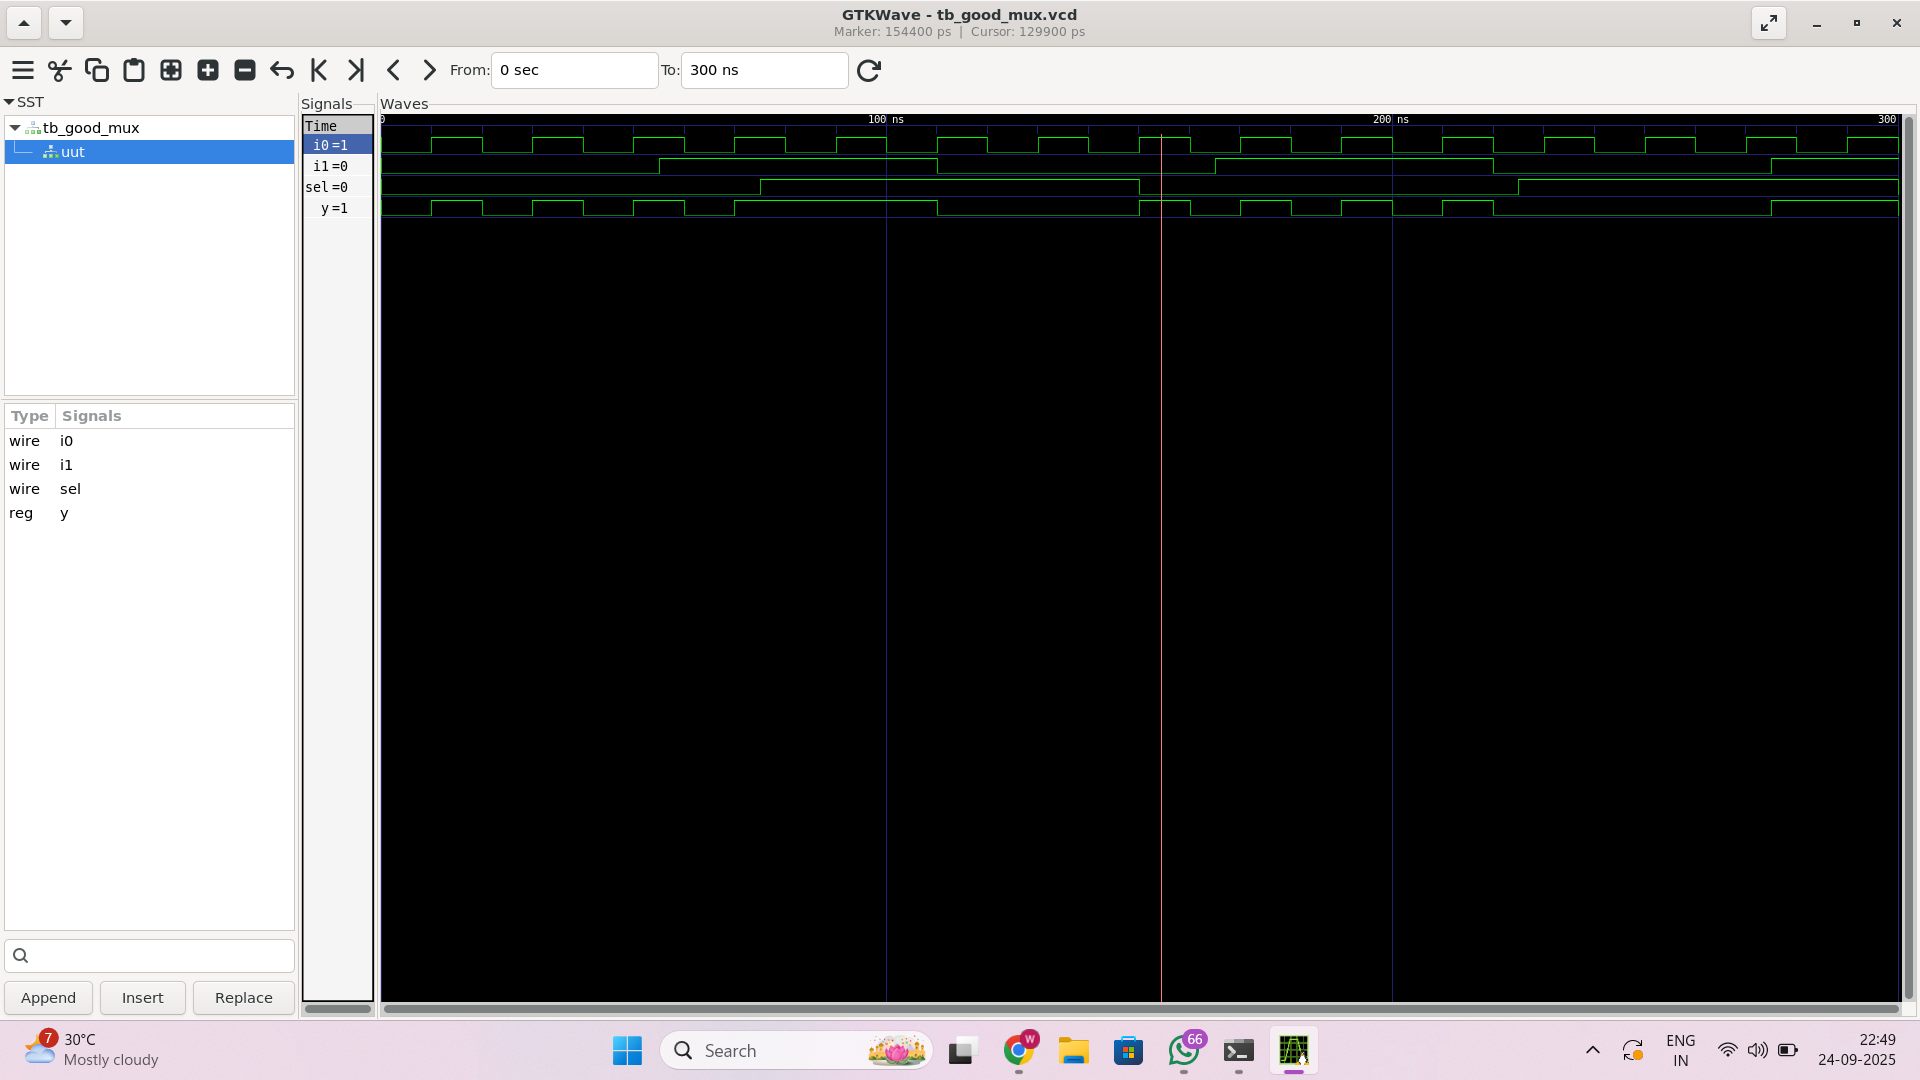 GTKWave - tb_good_mux.vcd
Marker: 154400 ps | Cursor: 129900 ps
From: 0 sec To: 300 ns
SST
tb_good_mux
uut
Type Signals
wire i0
wire i1
wire sel
reg y
Append Insert Replace
Signals
Time
i0=1
i1=0
sel=0
y=1
Waves
0 100 ns 200 ns 300
7
30°C
Mostly cloudy
Search
W
66
ENG
IN
22:49
24-09-2025